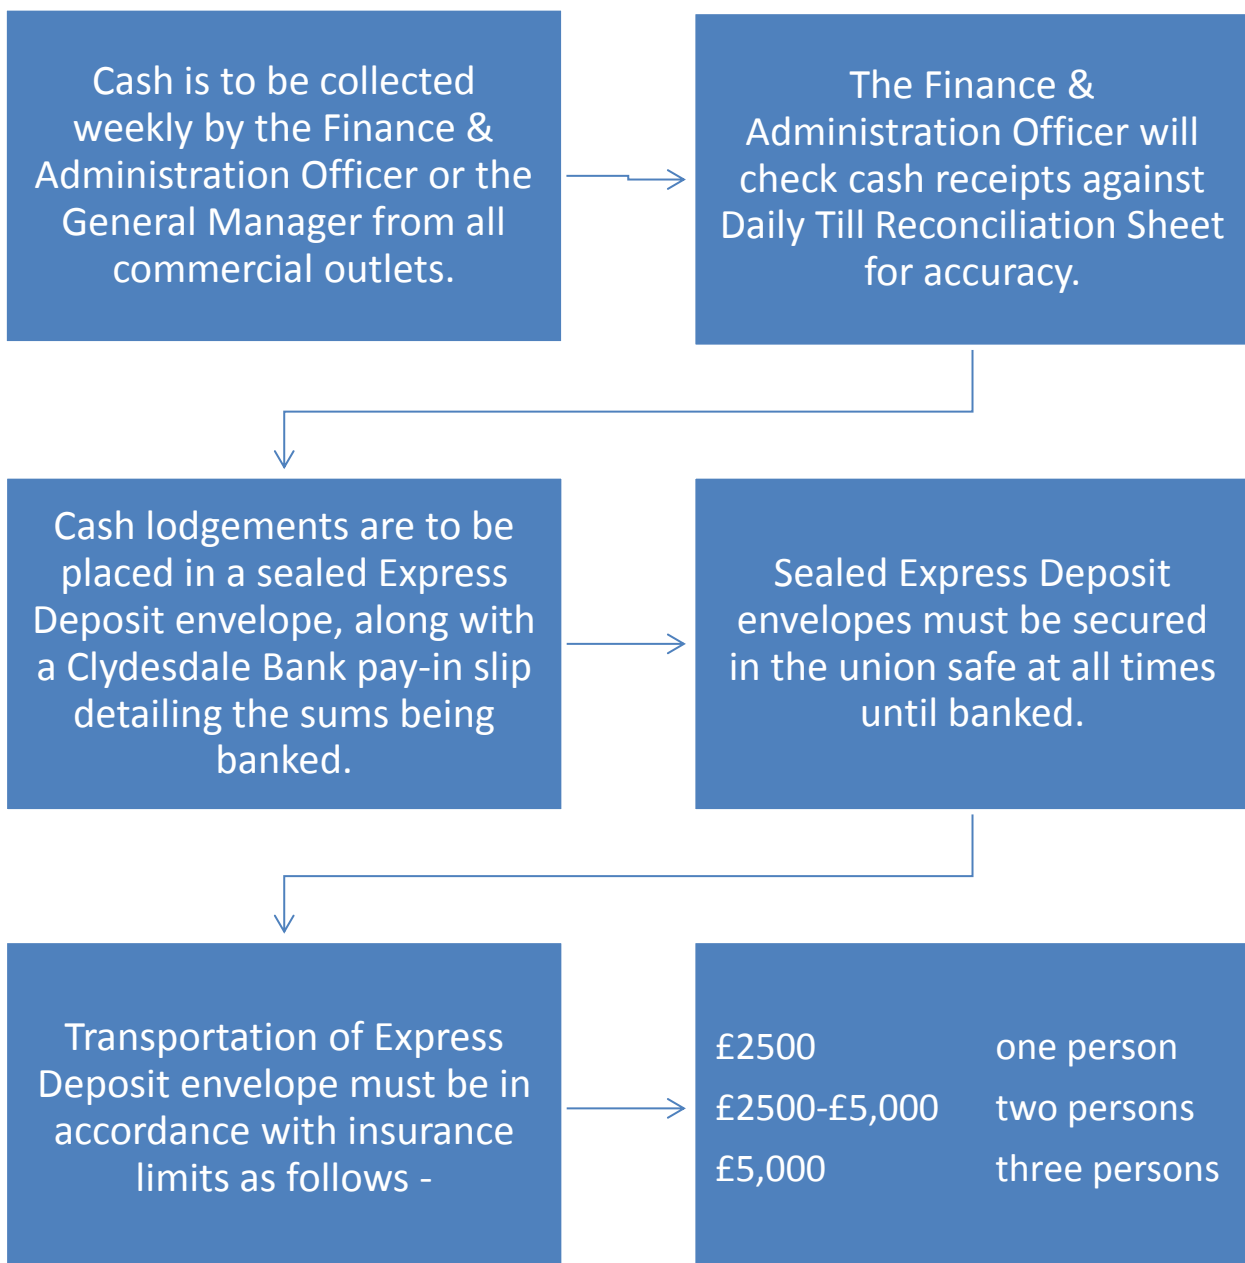 Cash is to be collected
weekly by the Finance &
Administration Officer or the
General Manager from all
commercial outlets.
The Finance &
Administration Officer will
check cash receipts against
Daily Till Reconciliation Sheet
for accuracy.
Cash lodgements are to be
placed in a sealed Express
Deposit envelope, along with
a Clydesdale Bank pay-in slip
detailing the sums being
banked.
Sealed Express Deposit
envelopes must be secured
in the union safe at all times
until banked.
Transportation of Express
Deposit envelope must be in
accordance with insurance
limits as follows -
£2500 one person
£2500-£5,000 two persons
£5,000 three persons